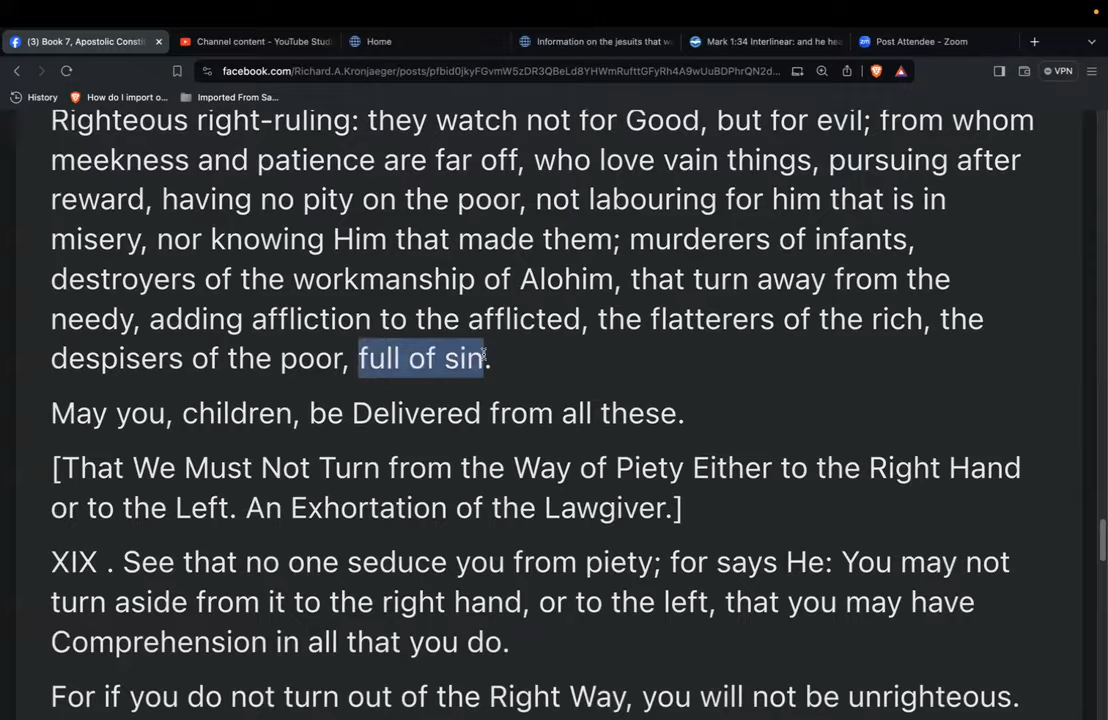 (3) Book 7, Apostolic Consti
Channel content - YouTube Stud
Home
Information on the jesuits that w
Mark 1:34 Interlinear: and he hea
Post Attendee - Zoom
facebook.com/Richard.A.Kronjaeger/posts/pfbid0jkyFGvmW5zDR3QBeLd8YHWmRufttGFyRh4A9wUuBDPhrQN2d...
VPN
History
How do I import o...
Imported From Sa...
Righteous right-ruling: they watch not for Good, but for evil; from whom
meekness and patience are far off, who love vain things, pursuing after
reward, having no pity on the poor, not labouring for him that is in
misery, nor knowing Him that made them; murderers of infants,
destroyers of the workmanship of Alohim, that turn away from the
needy, adding affliction to the afflicted, the flatterers of the rich, the
despisers of the poor, full of sin.
May you, children, be Delivered from all these.
[That We Must Not Turn from the Way of Piety Either to the Right Hand
or to the Left. An Exhortation of the Lawgiver.]
XIX . See that no one seduce you from piety; for says He: You may not
turn aside from it to the right hand, or to the left, that you may have
Comprehension in all that you do.
For if you do not turn out of the Right Way, you will not be unrighteous.